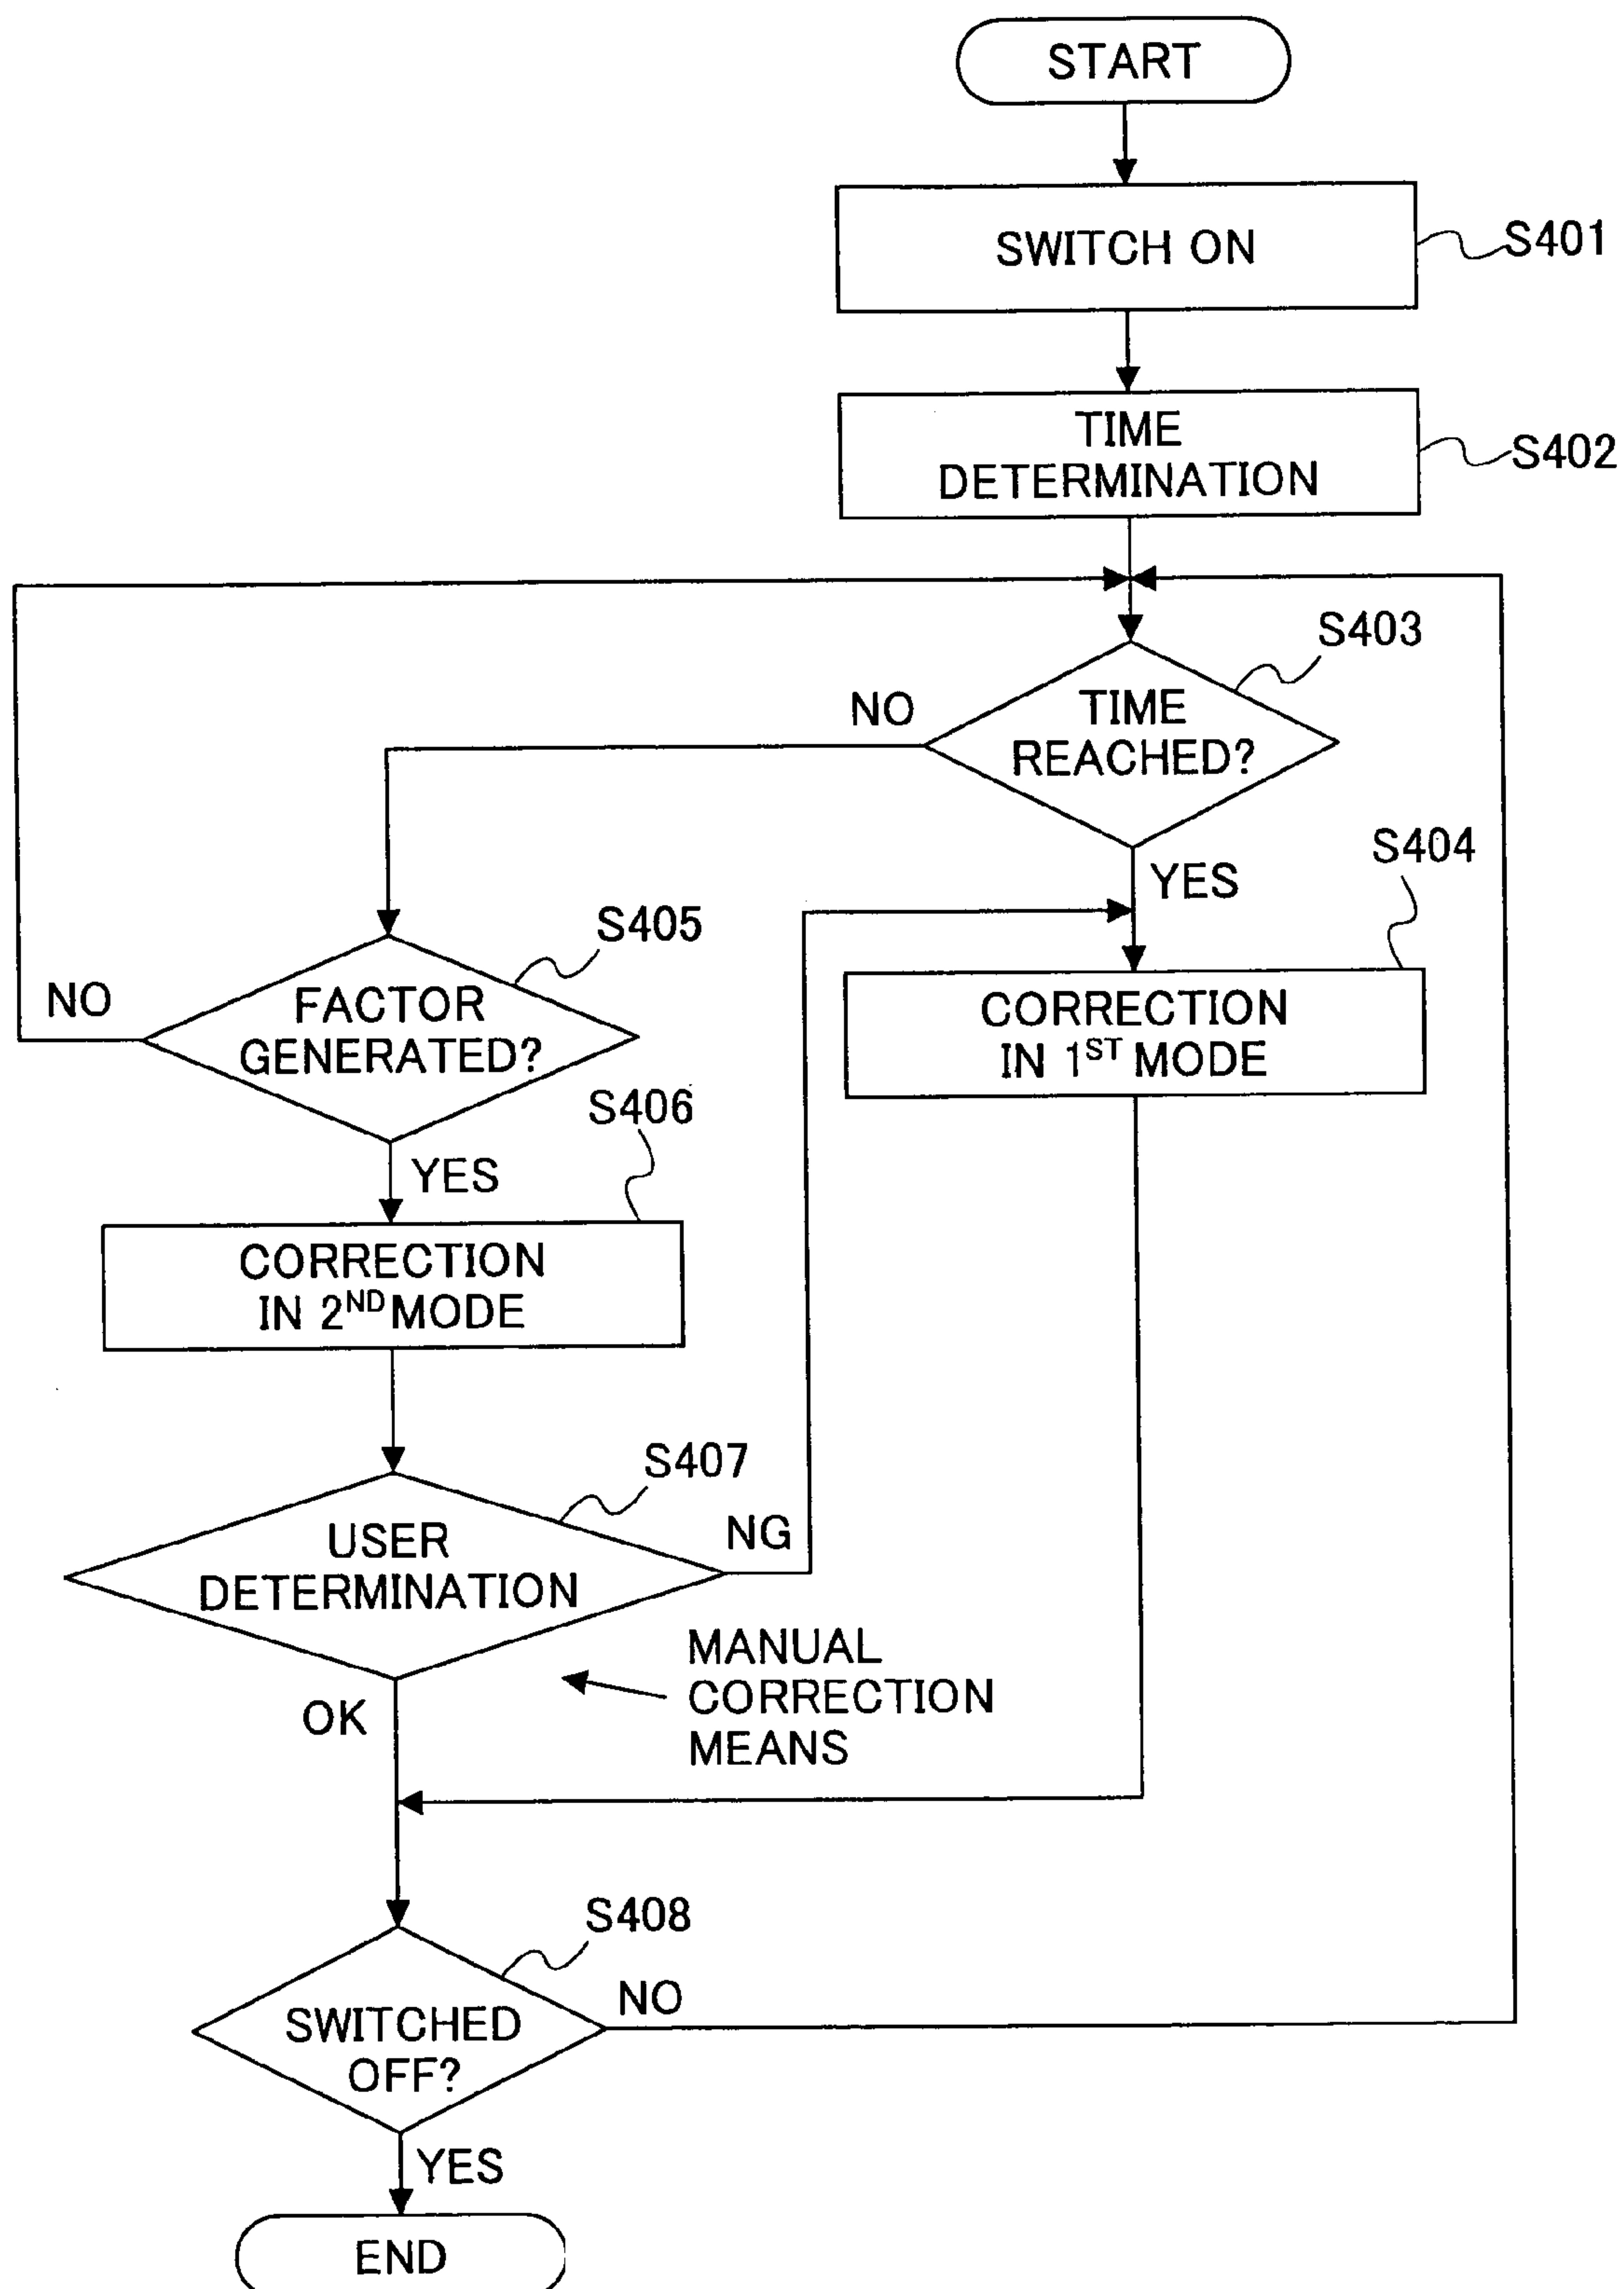 START
SWITCH ON
S401
TIME
DETERMINATION
S402
S403
NO
TIME
REACHED?
YES
S404
S405
NO
FACTOR
GENERATED?
CORRECTION
IN 1ST MODE
S406
YES
CORRECTION
IN 2ND MODE
S407
NG
USER
DETERMINATION
MANUAL
CORRECTION
MEANS
OK
S408
NO
SWITCHED
OFF?
YES
END